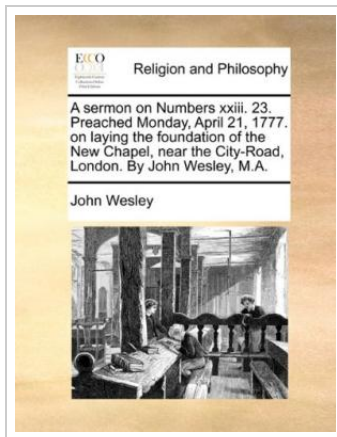 ECCO
Religion and Philosophy
A sermon on Numbers xxiii. 23.
Preached Monday, April 21, 1777.
on laying the foundation of the
New Chapel, near the City-Road,
London. By John Wesley, M.A.
John Wesley